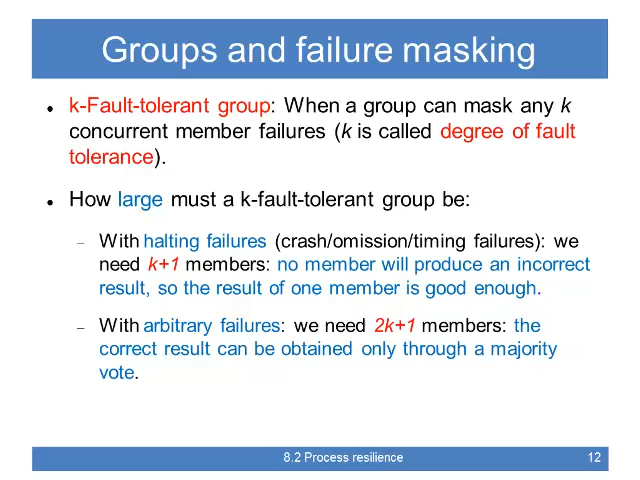 Groups and failure masking
• k-Fault-tolerant group: When a group can mask any k
concurrent member failures (k is called degree of fault
tolerance).
• How large must a k-fault-tolerant group be:
– With halting failures (crash/omission/timing failures): we
need k+1 members: no member will produce an incorrect
result, so the result of one member is good enough.
– With arbitrary failures: we need 2k+1 members: the
correct result can be obtained only through a majority
vote.
8.2 Process resilience
12